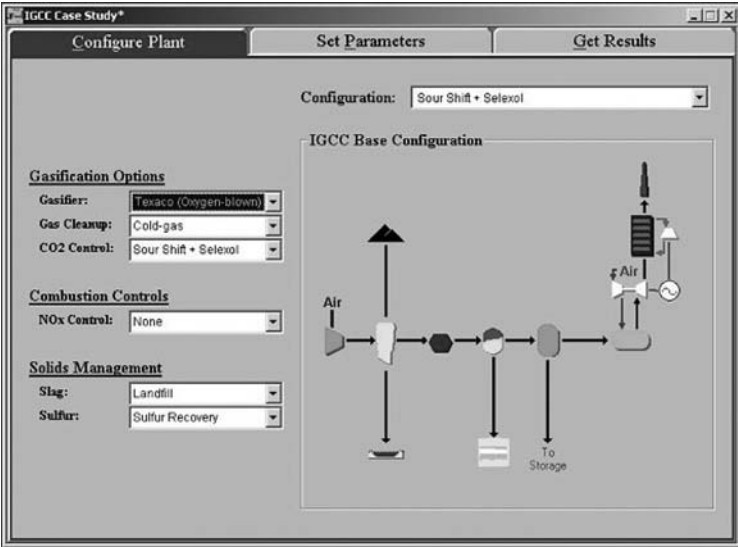 IGCC Case Study*
Configure Plant
Set Parameters
Get Results
Configuration: Sour Shift + Selexol
IGCC Base Configuration
Gasification Options
Gasifier: Texaco (Oxygen-blown)
Gas Cleanup: Cold-gas
CO2 Control: Sour Shift + Selexol
Combustion Controls
NOx Control: None
Solids Management
Slag: Landfill
Sulfur: Sulfur Recovery
Air
Air
To
Storage